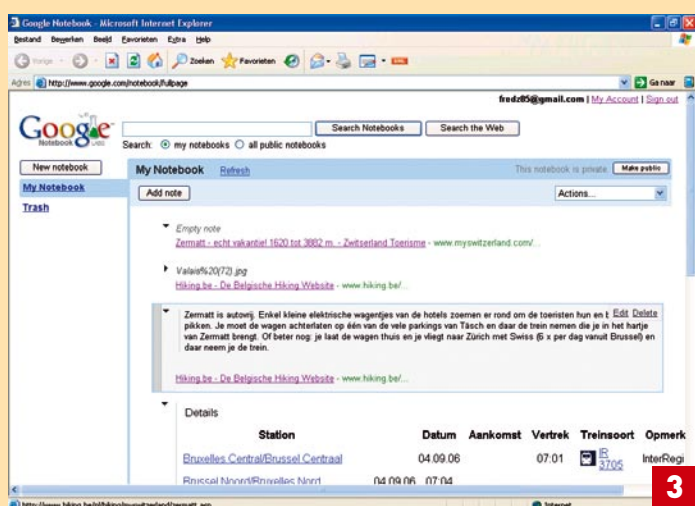 Google Notebook - Microsoft Internet Explorer
Bestand Bewerken Beeld Favorieten Extra Help
Vorige Zoeken Favorieten
Adres http://www.google.com/notebook/fullpage Ga naar
fredz85@gmail.com | My Account | Sign out
Google
Notebook LABS
Search Notebooks Search the Web
Search: my notebooks all public notebooks
New notebook My Notebook Refresh This notebook is private. Make public
My Notebook Add note Actions...
Trash
Empty note
Zermatt - echt vakantie! 1620 tot 3882 m. - Zwitserland Toerisme - www.myswitzerland.com/...
Valais%20(72).jpg
Hiking.be - De Belgische Hiking Website - www.hiking.be/...
Zermatt is autovrij. Enkel kleine elektrische wagentjes van de hotels zoemen er rond om de toeristen hun en t Edit Delete
pikken. Je moet de wagen achterlaten op één van de vele parkings van Täsch en daar de trein nemen die je in het hartje
van Zermatt brengt. Of beter nog: je laat de wagen thuis en je vliegt naar Zürich met Swiss (6 x per dag vanuit Brussel) en
daar neem je de trein.
Hiking.be - De Belgische Hiking Website - www.hiking.be/...
Details
Station Datum Aankomst Vertrek Treinsoort Opmerk
Bruxelles Central/Brussel Centraal 04.09.06 07:01 IR 3705 InterRegi
Brussel Noord/Bruxelles Nord 04.09.06 07:04
http://www.hiking.be/nl/hiking/myswitzerland/zermatt.asp Internet
3